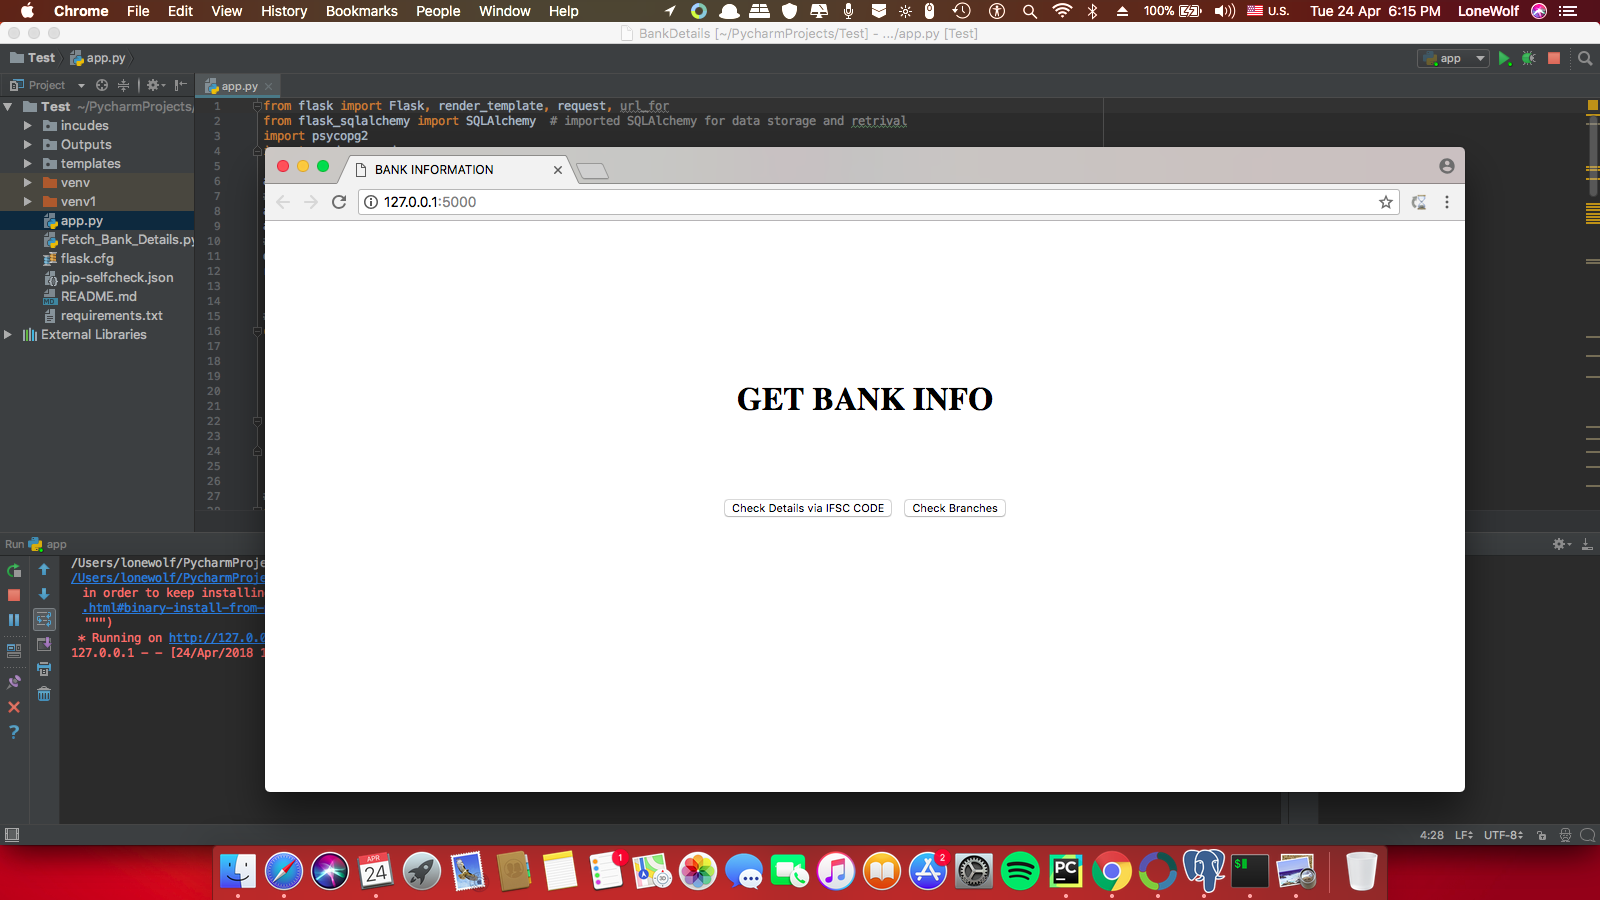 Chrome File Edit View History Bookmarks People Window Help 100% U.S. Tue 24 Apr 6:15 PM LoneWolf
BankDetails [~/PycharmProjects/Test] - .../app.py [Test]
Test app.py app
Project app.py
Test ~/PycharmProjects/
incudes
Outputs
templates
venv
venv1
app.py
Fetch_Bank_Details.py
flask.cfg
pip-selfcheck.json
README.md
requirements.txt
External Libraries
1 from flask import Flask, render_template, request, url_for
2 from flask_sqlalchemy import SQLAlchemy # imported SQLAlchemy for data storage and retrival
3 import psycopg2
4
5
6
7
8
9
10
11
12
13
14
15
16
17
18
19
20
21
22
23
24
25
26
27
BANK INFORMATION
127.0.0.1:5000
GET BANK INFO
Check Details via IFSC CODE Check Branches
Run app
/Users/lonewolf/PycharmProje
/Users/lonewolf/PycharmProje
in order to keep installin
.html#binary-install-from-
""")
* Running on http://127.0.0
127.0.0.1 - - [24/Apr/2018 1
4:28 LF UTF-8
APR
24
1
2
PC
$